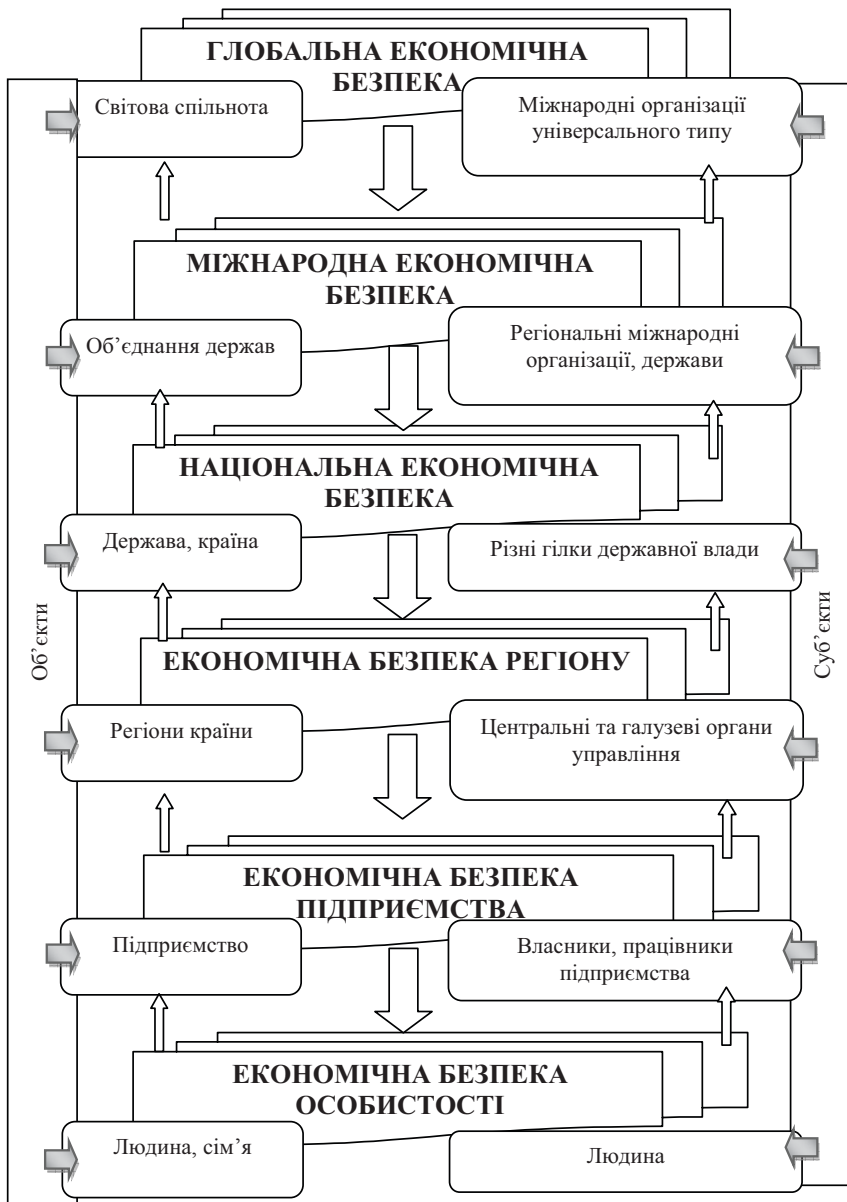 ГЛОБАЛЬНА ЕКОНОМІЧНА
БЕЗПЕКА
Світова спільнота
Міжнародні організації
універсального типу
МІЖНАРОДНА ЕКОНОМІЧНА
БЕЗПЕКА
Об’єднання держав
Регіональні міжнародні
організації, держави
НАЦІОНАЛЬНА ЕКОНОМІЧНА
БЕЗПЕКА
Держава, країна
Різні гілки державної влади
Об’єкти
Суб’єкти
ЕКОНОМІЧНА БЕЗПЕКА РЕГІОНУ
Регіони країни
Центральні та галузеві органи
управління
ЕКОНОМІЧНА БЕЗПЕКА
ПІДПРИЄМСТВА
Підприємство
Власники, працівники
підприємства
ЕКОНОМІЧНА БЕЗПЕКА
ОСОБИСТОСТІ
Людина, сім’я
Людина